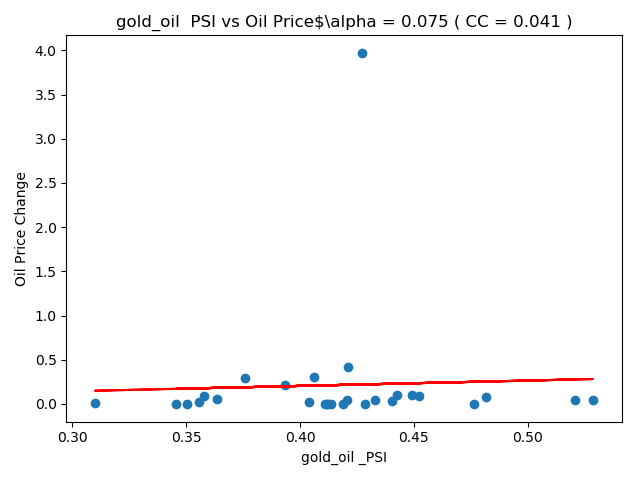 gold_oil  PSI vs Oil Price$\alpha = 0.075 ( CC = 0.041 )
4.0
3.5
3.0
2.5
2.0
1.5
1.0
0.5
0.0
Oil Price Change
0.30 0.35 0.40 0.45 0.50
gold_oil _PSI